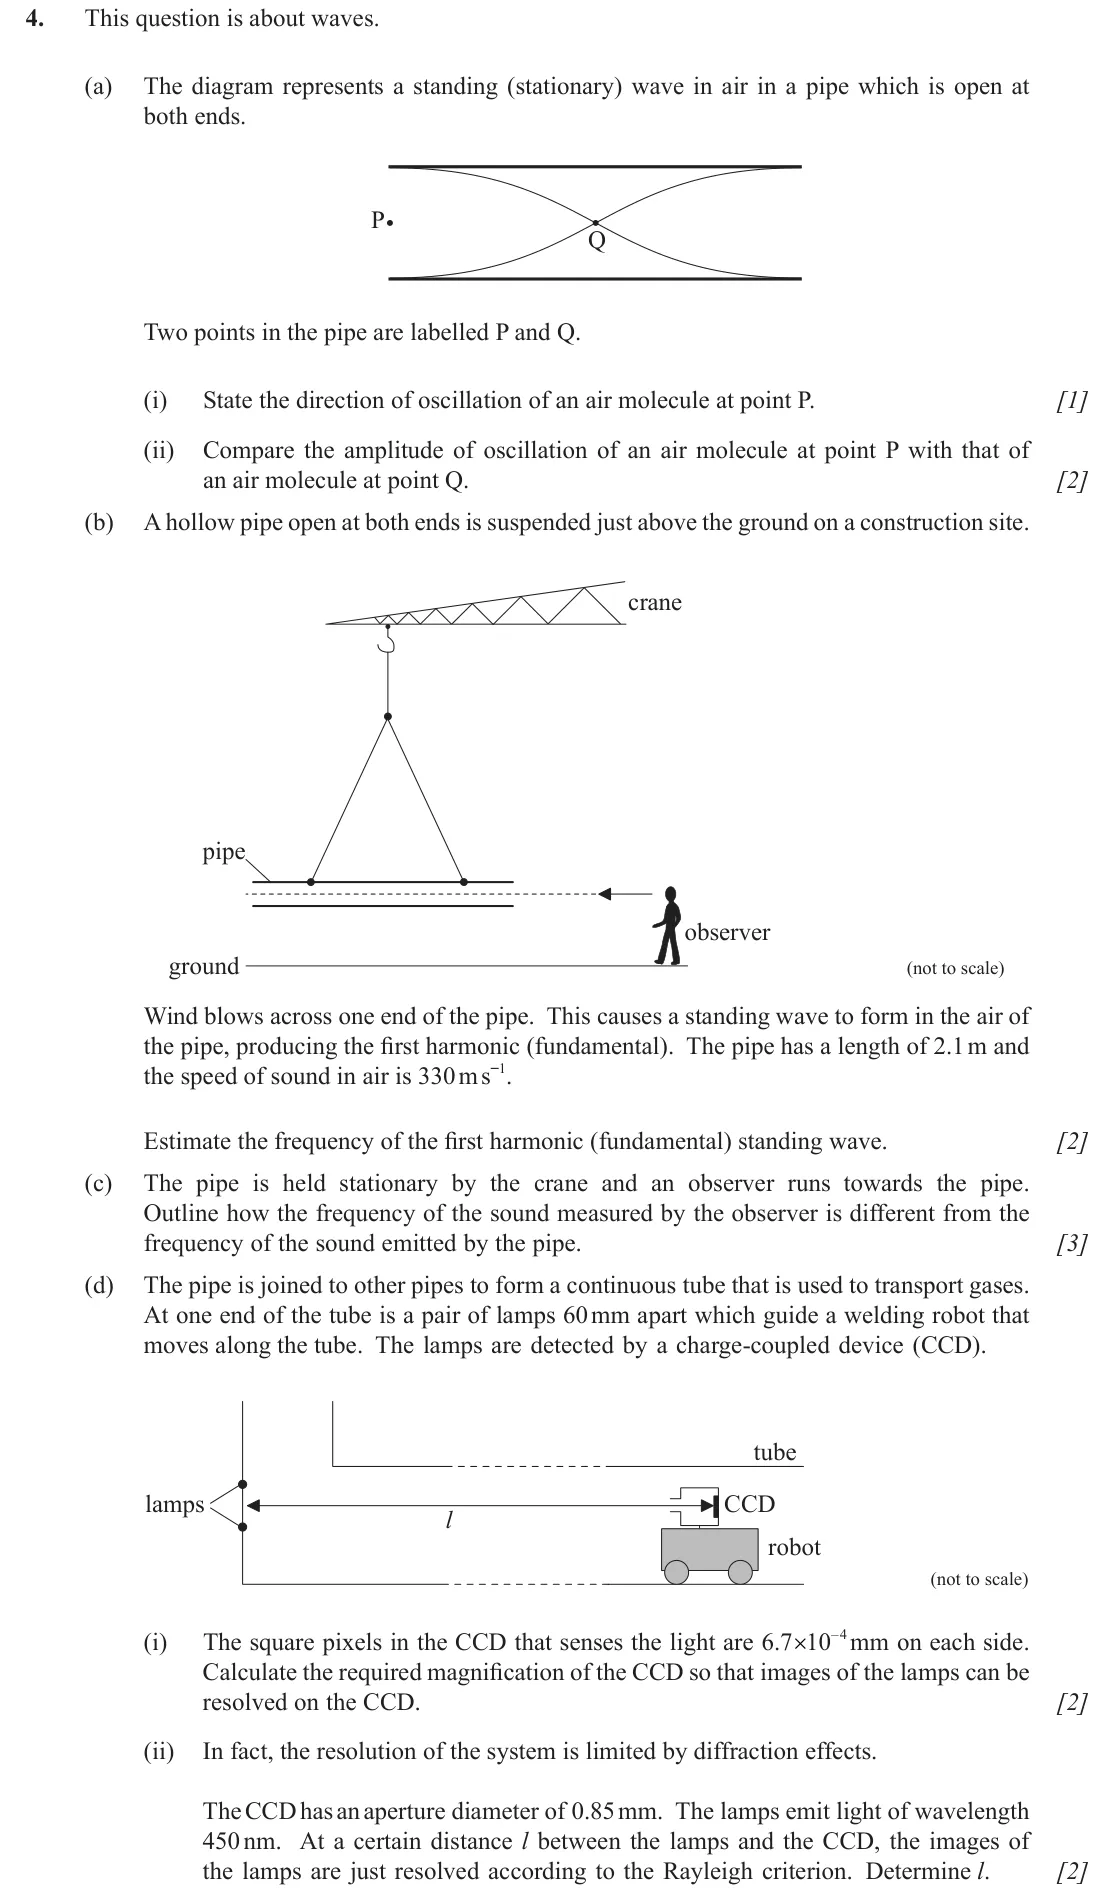 4. This question is about waves.
(a) The diagram represents a standing (stationary) wave in air in a pipe which is open at
both ends.
P
Q
Two points in the pipe are labelled P and Q.
(i) State the direction of oscillation of an air molecule at point P. [1]
(ii) Compare the amplitude of oscillation of an air molecule at point P with that of
an air molecule at point Q. [2]
(b) A hollow pipe open at both ends is suspended just above the ground on a construction site.
crane
pipe
observer
ground
(not to scale)
Wind blows across one end of the pipe. This causes a standing wave to form in the air of
the pipe, producing the first harmonic (fundamental). The pipe has a length of 2.1 m and
the speed of sound in air is 330 m s⁻¹.
Estimate the frequency of the first harmonic (fundamental) standing wave. [2]
(c) The pipe is held stationary by the crane and an observer runs towards the pipe.
Outline how the frequency of the sound measured by the observer is different from the
frequency of the sound emitted by the pipe. [3]
(d) The pipe is joined to other pipes to form a continuous tube that is used to transport gases.
At one end of the tube is a pair of lamps 60 mm apart which guide a welding robot that
moves along the tube. The lamps are detected by a charge-coupled device (CCD).
tube
lamps
CCD
l
robot
(not to scale)
(i) The square pixels in the CCD that senses the light are 6.7×10⁻⁴ mm on each side.
Calculate the required magnification of the CCD so that images of the lamps can be
resolved on the CCD. [2]
(ii) In fact, the resolution of the system is limited by diffraction effects.
The CCD has an aperture diameter of 0.85 mm. The lamps emit light of wavelength
450 nm. At a certain distance l between the lamps and the CCD, the images of
the lamps are just resolved according to the Rayleigh criterion. Determine l. [2]